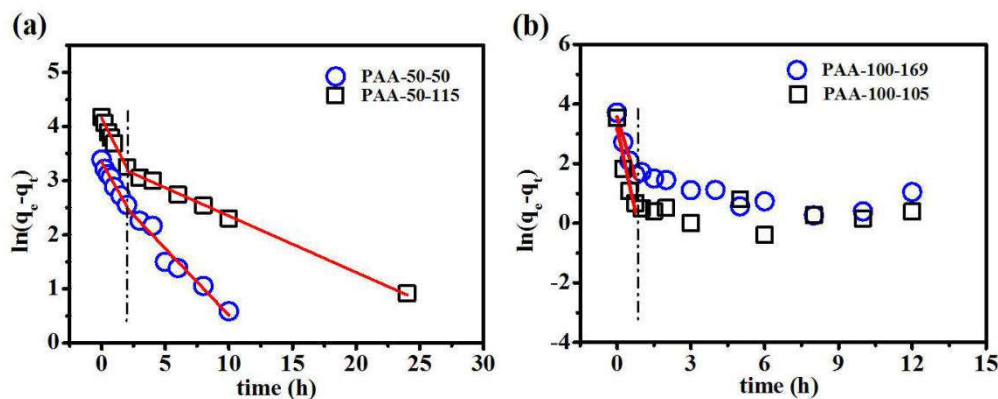 (a)
PAA-50-50
PAA-50-115
ln(qₑ-qₜ)
5
4
3
2
1
0
0 5 10 15 20 25 30
time (h)
(b)
PAA-100-169
PAA-100-105
ln(qₑ-qₜ)
6
4
2
0
-2
-4
0 3 6 9 12 15
time (h)